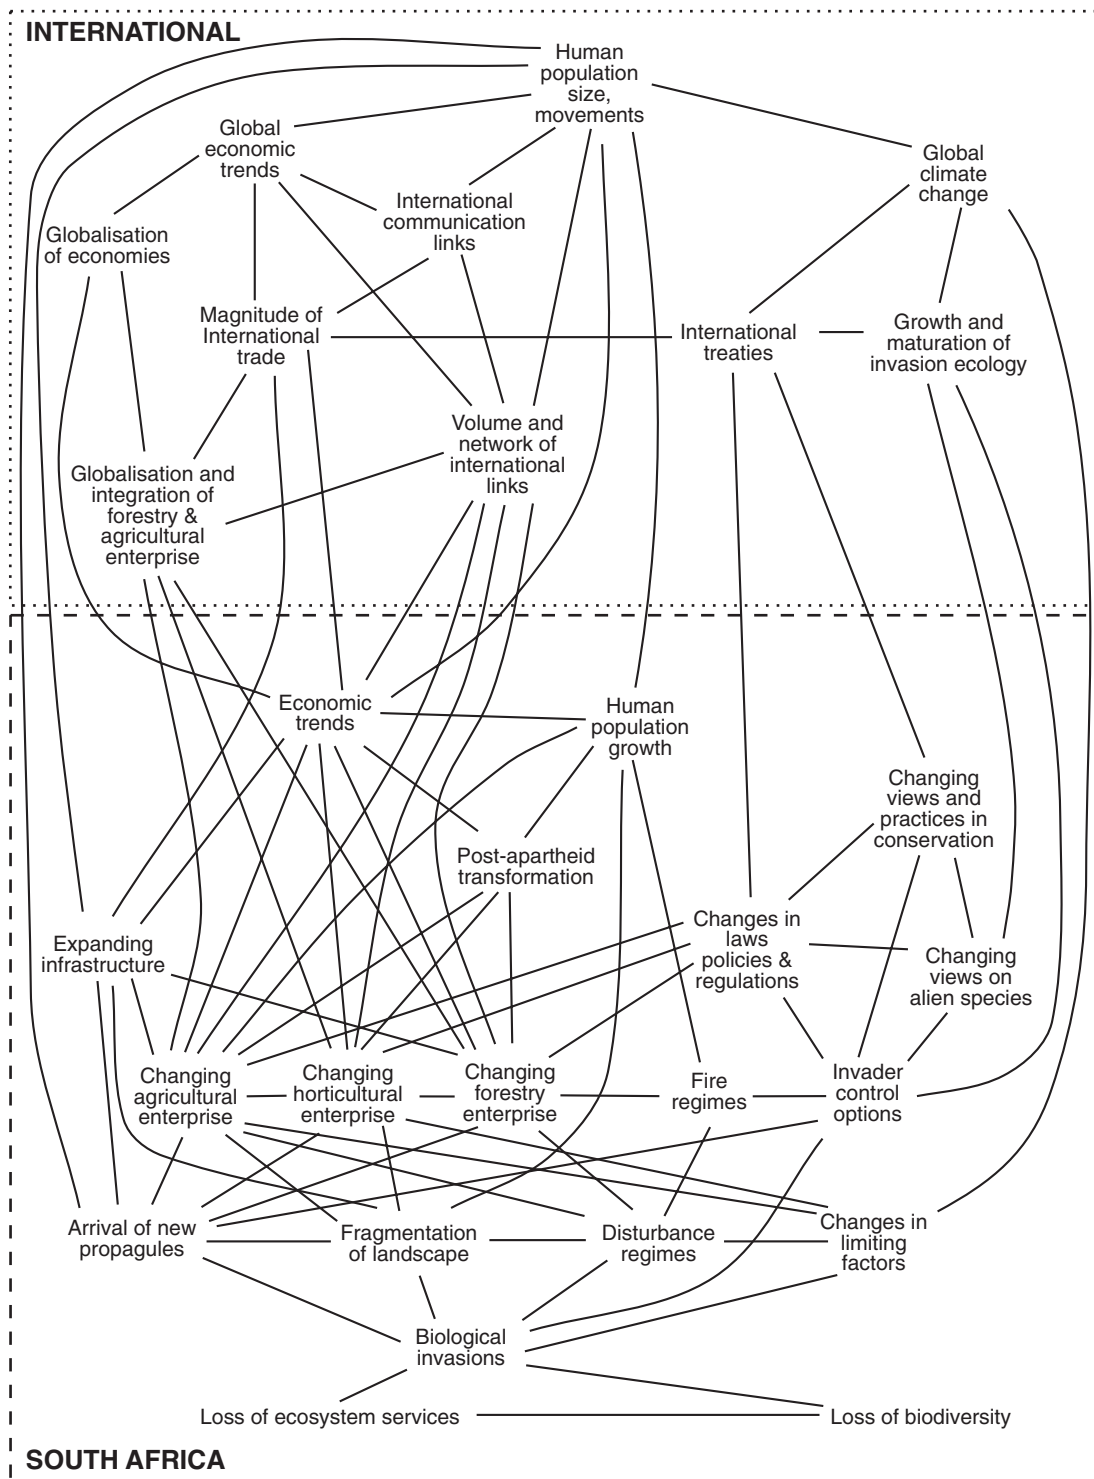 INTERNATIONAL
Human
population
size,
movements
Global
economic
trends
Global
climate
change
International
communication
links
Globalisation
of economies
Magnitude of
International
trade
International
treaties
Growth and
maturation of
invasion ecology
Volume and
network of
international
links
Globalisation and
integration of
forestry &
agricultural
enterprise
Economic
trends
Human
population
growth
Changing
views and
practices in
conservation
Post-apartheid
transformation
Expanding
infrastructure
Changes in
laws
policies &
regulations
Changing
views on
alien species
Changing
agricultural
enterprise
Changing
horticultural
enterprise
Changing
forestry
enterprise
Fire
regimes
Invader
control
options
Arrival of new
propagules
Fragmentation
of landscape
Disturbance
regimes
Changes in
limiting
factors
Biological
invasions
Loss of ecosystem services
Loss of biodiversity
SOUTH AFRICA